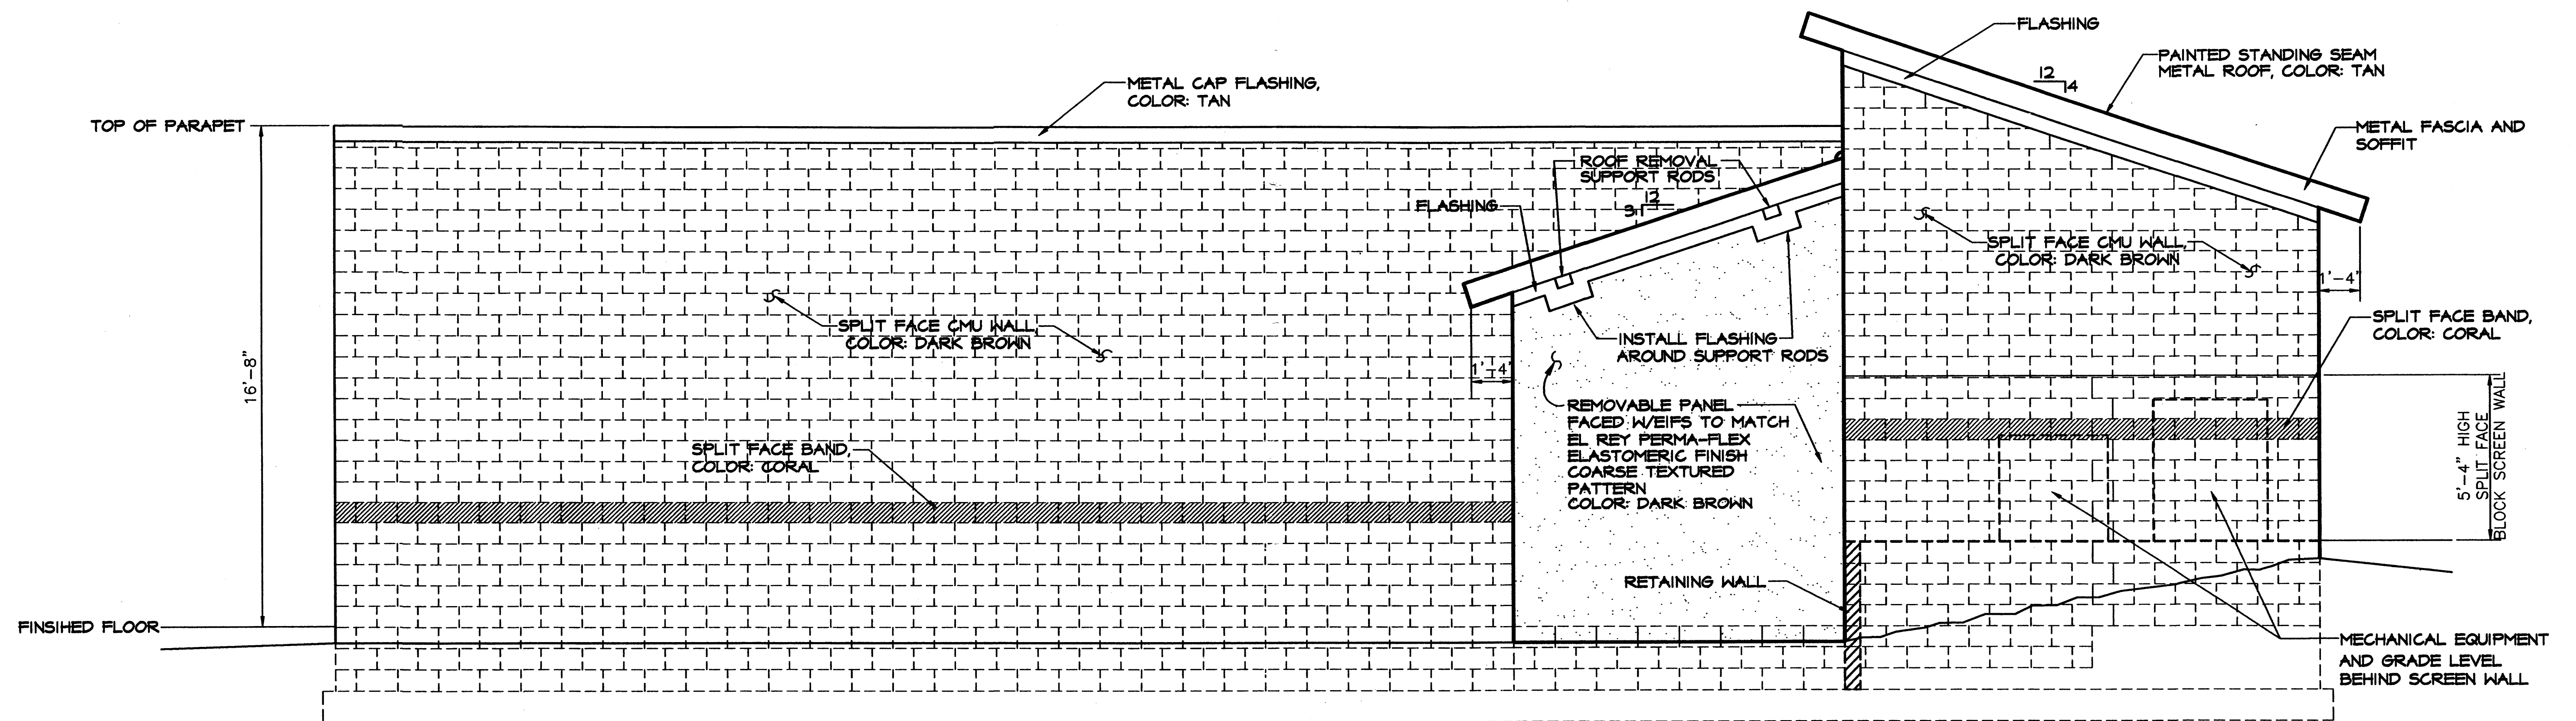 FLASHING
PAINTED STANDING SEAM
METAL ROOF, COLOR: TAN
12
4
METAL CAP FLASHING,
COLOR: TAN
TOP OF PARAPET
METAL FASCIA AND
SOFFIT
ROOF REMOVAL
SUPPORT RODS
12
3
FLASHING
SPLIT FACE CMU WALL,
COLOR: DARK BROWN
1'-4"
SPLIT FACE BAND,
COLOR: CORAL
SPLIT FACE CMU WALL,
COLOR: DARK BROWN
INSTALL FLASHING
AROUND SUPPORT RODS
16'-8"
1'-4"
REMOVABLE PANEL
FACED W/EIFS TO MATCH
EL REY PERMA-FLEX
ELASTOMERIC FINISH
COARSE TEXTURED
PATTERN
COLOR: DARK BROWN
SPLIT FACE BAND,
COLOR: CORAL
5'-4" HIGH
SPLIT FACE
BLOCK SCREEN WALL
RETAINING WALL
FINSIHED FLOOR
MECHANICAL EQUIPMENT
AND GRADE LEVEL
BEHIND SCREEN WALL